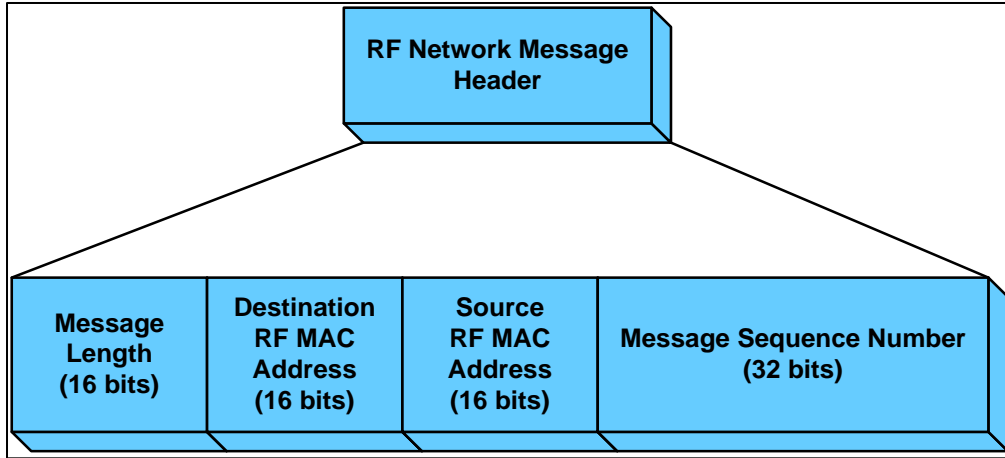 RF Network Message
Header
Message
Length
(16 bits)
Destination
RF MAC
Address
(16 bits)
Source
RF MAC
Address
(16 bits)
Message Sequence Number
(32 bits)